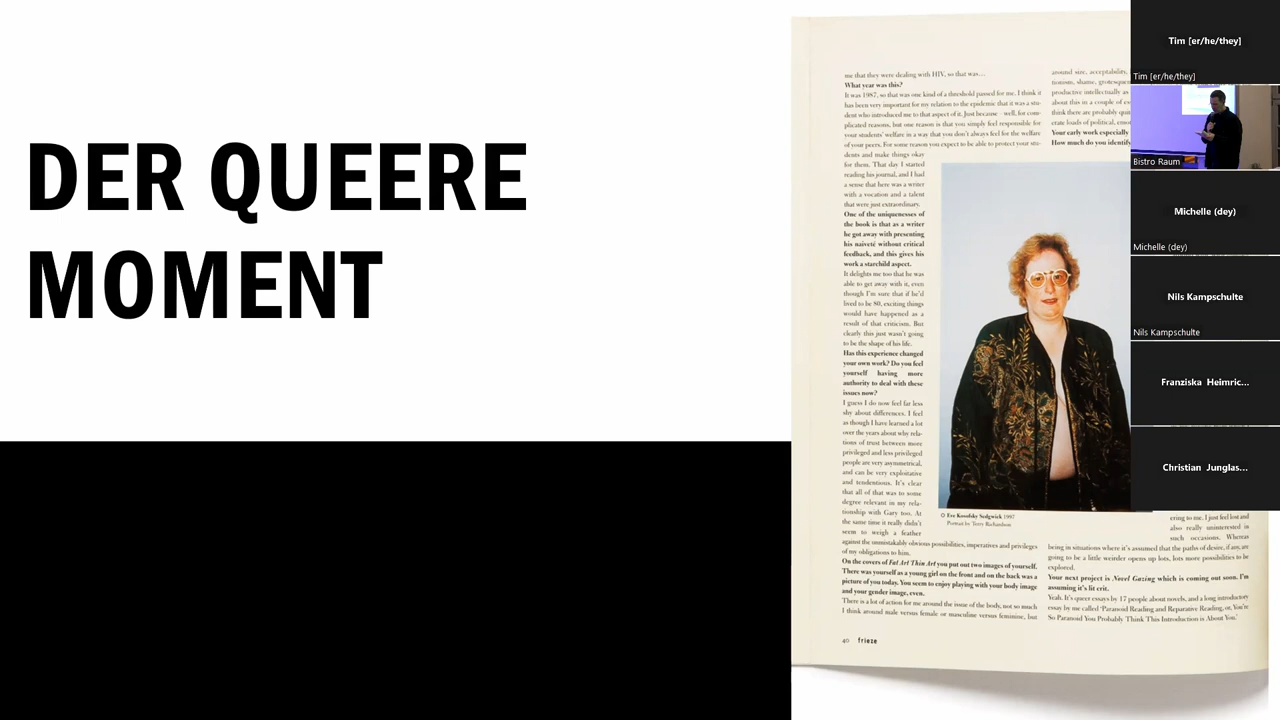 DER QUEERE
MOMENT
me that they were dealing with HIV, so that was…
What year was this?
It was 1987, so that was one kind of a threshold passed for me. I think it
has been very important for my relation to the epidemic that it was a stu-
dent who introduced me to that aspect of it. Just because – well, for com-
plicated reasons, but one reason is that you simply feel responsible for
your students' welfare in a way that you don't always feel for the welfare
of your peers. For some reason you expect to be able to protect your stu-
dents and make things okay
for them. That day I started
reading his journal, and I had
a sense that here was a writer
with a vocation and a talent
that were just extraordinary.
One of the uniquenesses of
the book is that as a writer
he got away with presenting
his naiveté without critical
feedback, and this gives his
work a starchild aspect.
It delights me too that he was
able to get away with it, even
though I'm sure that if he'd
lived to be 80, exciting things
would have happened as a
result of that criticism. But
clearly this just wasn't going
to be the shape of his life.
Has this experience changed
your own work? Do you feel
yourself having more
authority to deal with these
issues now?
I guess I do now feel far less
shy about differences. I feel
as though I have learned a lot
over the years about why rela-
tions of trust between more
privileged and less privileged
people are very asymmetrical,
and can be very exploitative
and tendentious. It's clear
that all of that was to some
degree relevant in my rela-
tionship with Gary too. At
the same time it really didn't
seem to weigh a feather
against the unmistakably obvious possibilities, imperatives and privileges
of my obligations to him.
On the covers of Fat Art Thin Art you put out two images of yourself.
There was yourself as a young girl on the front and on the back was a
picture of you today. You seem to enjoy playing with your body image
and your gender image, even.
There is a lot of action for me around the issue of the body, not so much
I think around male versus female or masculine versus feminine, but
around size, acceptability,
notions, shame, grotesque
productive intellectually as
about this in a couple of
think there are probably
erate loads of political,
Your early work especially
How much do you identify
Eve Kosofsky Sedgwick 1997
Portrait by Terry Richardson
ering to me. I just feel lost and
also really uninterested in
such occasions. Whereas
being in situations where it's assumed that the paths of desire, if any, are
going to be a little weirder opens up lots, lots more possibilities to be
explored.
Your next project is Novel Gazing which is coming out soon. I'm
assuming it's lit crit.
Yeah. It's queer essays by 17 people about novels, and a long introductory
essay by me called 'Paranoid Reading and Reparative Reading, or, You're
So Paranoid You Probably Think This Introduction is About You.'
40 frieze
Tim [er/he/they]
Tim [er/he/they]
Bistro Raum
Michelle (dey)
Michelle (dey)
Nils Kampschulte
Nils Kampschulte
Franziska Heimric...
Christian Junglas...